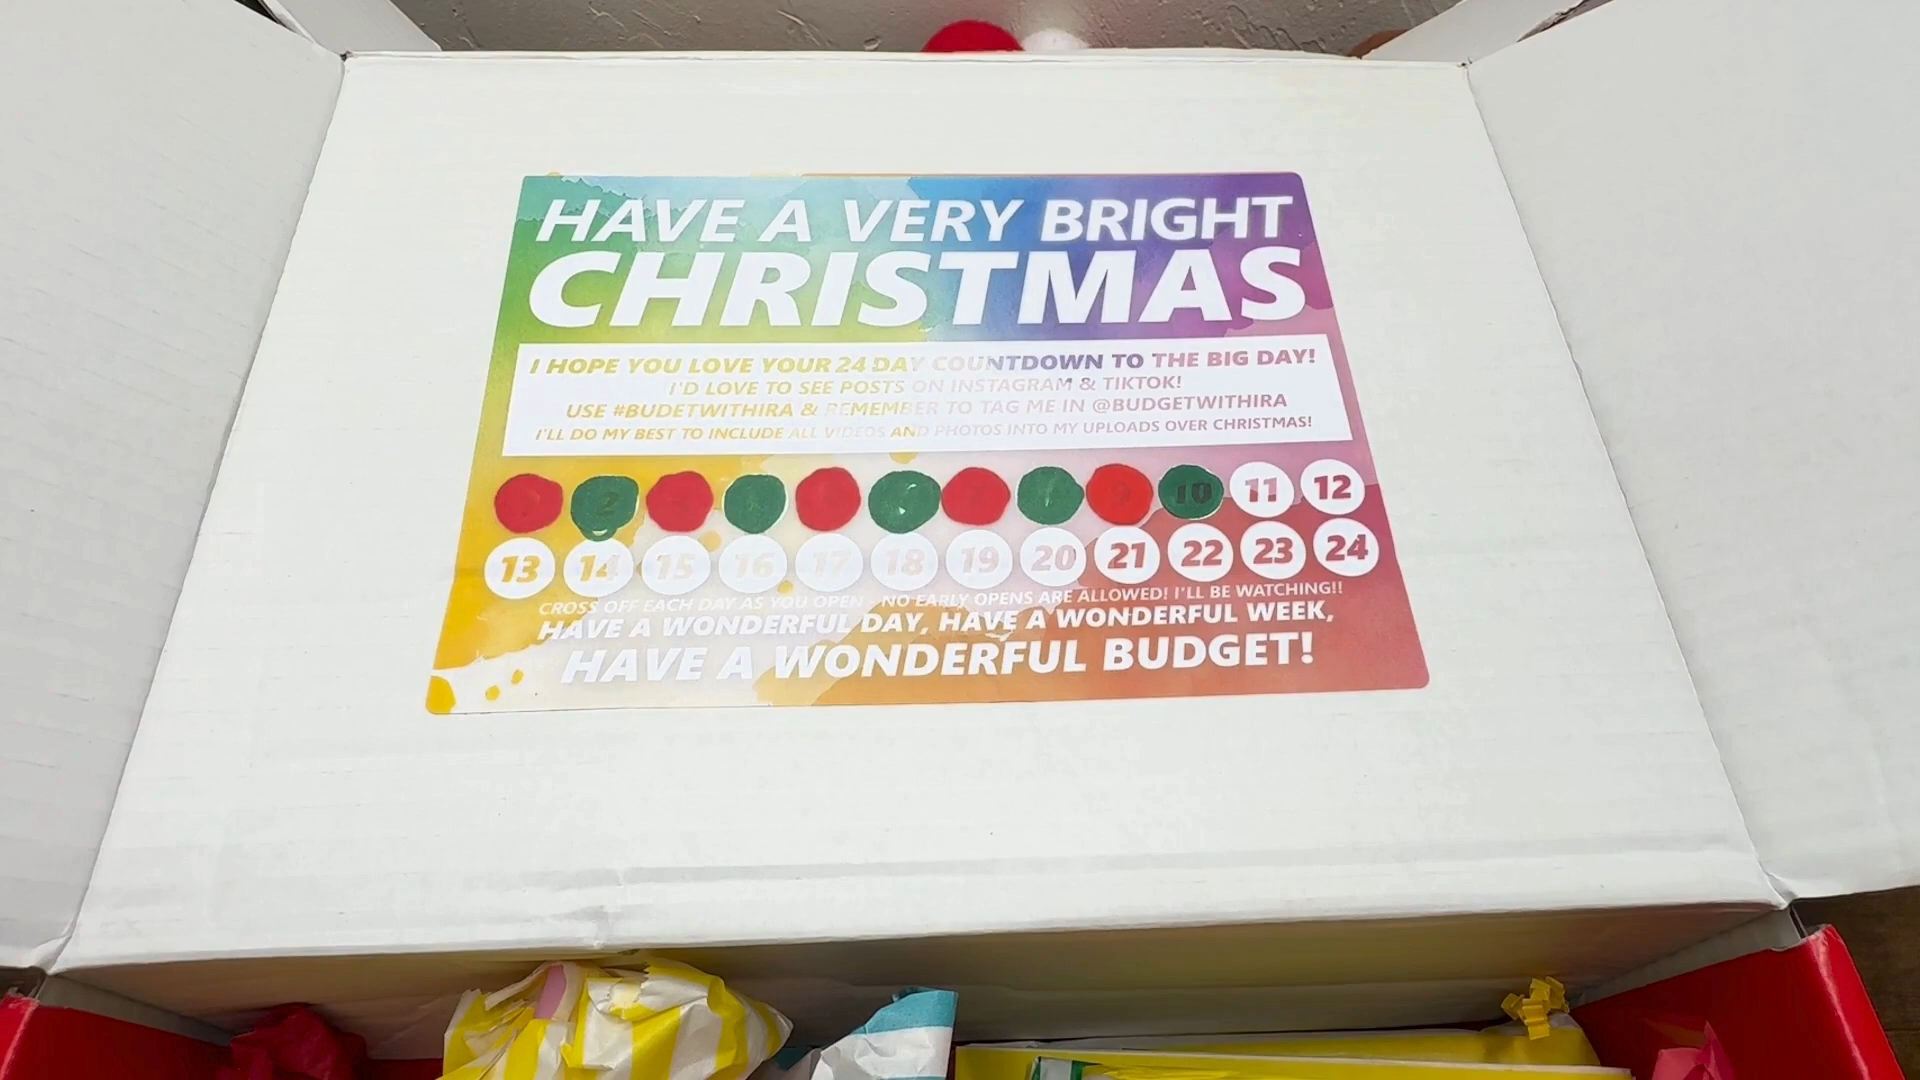 HAVE A VERY BRIGHT
CHRISTMAS
I HOPE YOU LOVE YOUR 24 DAY COUNTDOWN TO THE BIG DAY!
I'D LOVE TO SEE POSTS ON INSTAGRAM & TIKTOK!
USE #BUDETWITHIRA & REMEMBER TO TAG ME IN @BUDGETWITHIRA
I'LL DO MY BEST TO INCLUDE ALL VIDEOS AND PHOTOS INTO MY UPLOADS OVER CHRISTMAS!
2 9 10 11 12
13 14 15 16 17 18 19 20 21 22 23 24
CROSS OFF EACH DAY AS YOU OPEN - NO EARLY OPENS ARE ALLOWED! I'LL BE WATCHING!!
HAVE A WONDERFUL DAY, HAVE A WONDERFUL WEEK,
HAVE A WONDERFUL BUDGET!